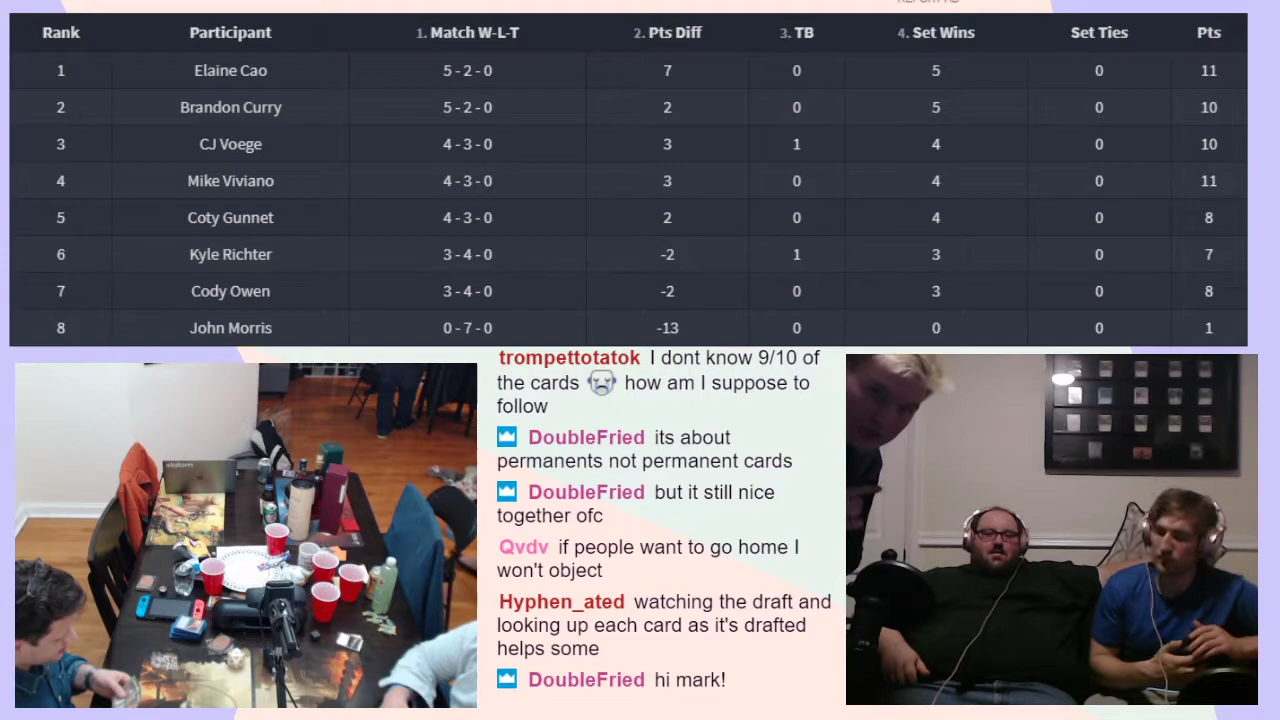 Rank Participant 1. Match W-L-T 2. Pts Diff 3. TB 4. Set Wins Set Ties Pts
1 Elaine Cao 5 - 2 - 0 7 0 5 0 11
2 Brandon Curry 5 - 2 - 0 2 0 5 0 10
3 CJ Voege 4 - 3 - 0 3 1 4 0 10
4 Mike Viviano 4 - 3 - 0 3 0 4 0 11
5 Coty Gunnet 4 - 3 - 0 2 0 4 0 8
6 Kyle Richter 3 - 4 - 0 -2 1 3 0 7
7 Cody Owen 3 - 4 - 0 -2 0 3 0 8
8 John Morris 0 - 7 - 0 -13 0 0 0 1
trompettotatok I dont know 9/10 of
the cards how am I suppose to
follow
DoubleFried its about
permanents not permanent cards
DoubleFried but it still nice
together ofc
Qvdv if people want to go home I
won't object
Hyphen_ated watching the draft and
looking up each card as it's drafted
helps some
DoubleFried hi mark!